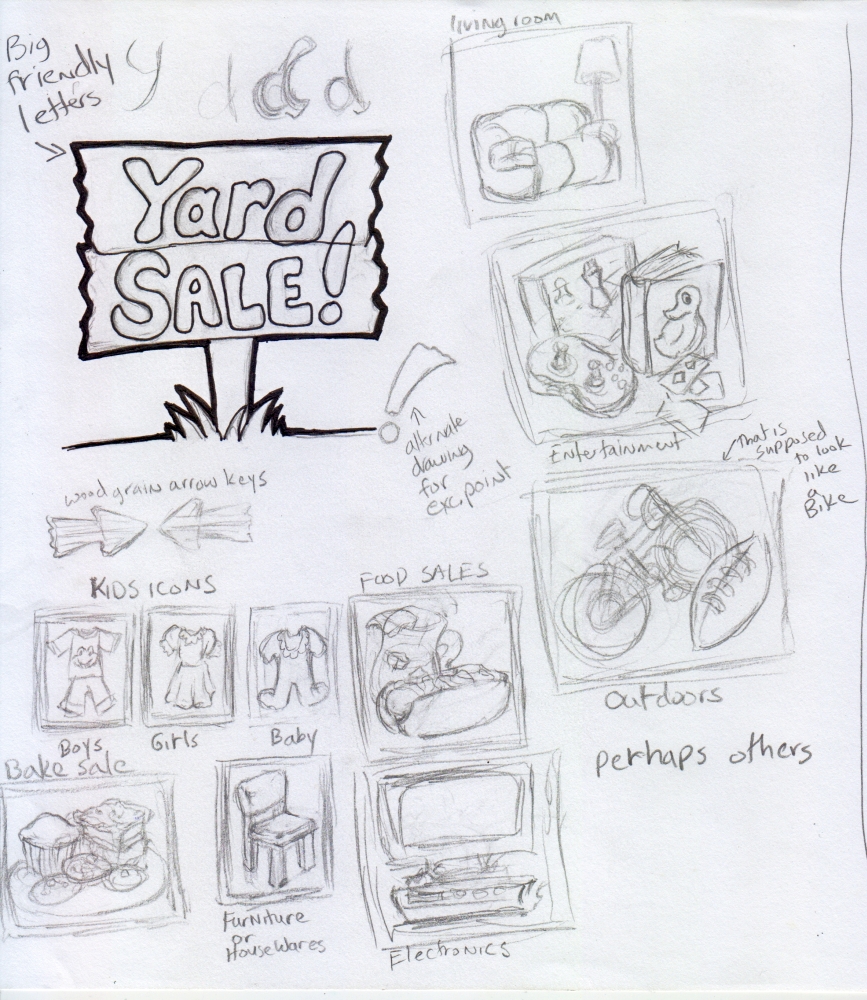 Big
friendly
letters
y d d d
Yard
SALE!
living room
alternate
drawing
for
exc. point
Entertainment
That is
supposed
to look
like
a
Bike
wood grain arrow keys
KIDS ICONS
Boys
Girls
Baby
FOOD SALES
Outdoors
perhaps others
Bake sale
Furniture
or
HouseWares
Electronics